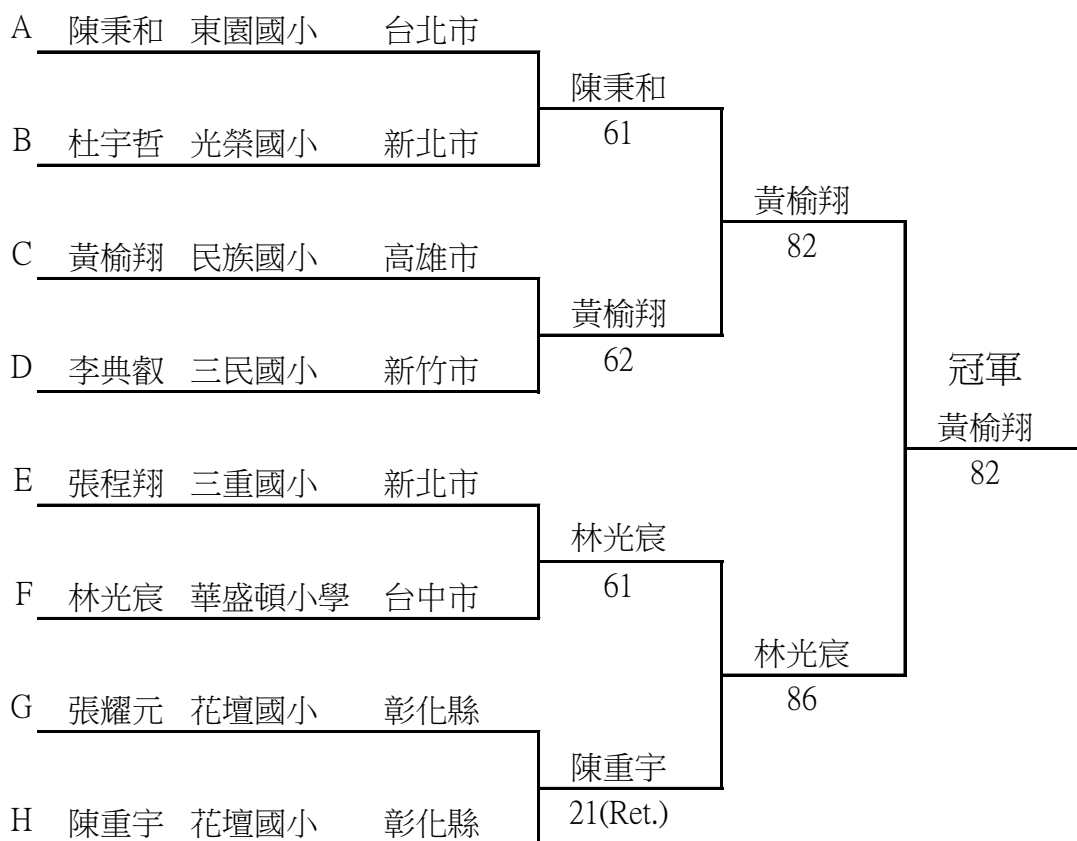 A 陳秉和 東園國小 台北市
陳秉和
B 杜宇哲 光榮國小 新北市
61
黃榆翔
C 黃榆翔 民族國小 高雄市
82
黃榆翔
D 李典叡 三民國小 新竹市
62
冠軍
黃榆翔
E 張程翔 三重國小 新北市
82
林光宸
F 林光宸 華盛頓小學 台中市
61
林光宸
G 張耀元 花壇國小 彰化縣
86
陳重宇
H 陳重宇 花壇國小 彰化縣
21(Ret.)